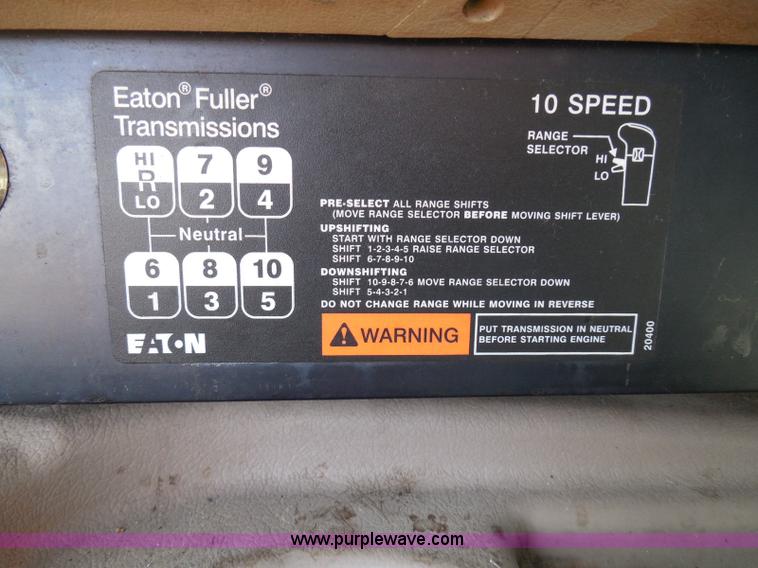 Eaton® Fuller®
Transmissions
10 SPEED
RANGE
SELECTOR
HI
LO
HI
R
LO
7
2
9
4
Neutral
6
1
8
3
10
5
PRE-SELECT ALL RANGE SHIFTS
(MOVE RANGE SELECTOR BEFORE MOVING SHIFT LEVER)
UPSHIFTING
START WITH RANGE SELECTOR DOWN
SHIFT 1-2-3-4-5 RAISE RANGE SELECTOR
SHIFT 6-7-8-9-10
DOWNSHIFTING
SHIFT 10-9-8-7-6 MOVE RANGE SELECTOR DOWN
SHIFT 5-4-3-2-1
DO NOT CHANGE RANGE WHILE MOVING IN REVERSE
EATON
WARNING
PUT TRANSMISSION IN NEUTRAL
BEFORE STARTING ENGINE
20400
www.purplewave.com